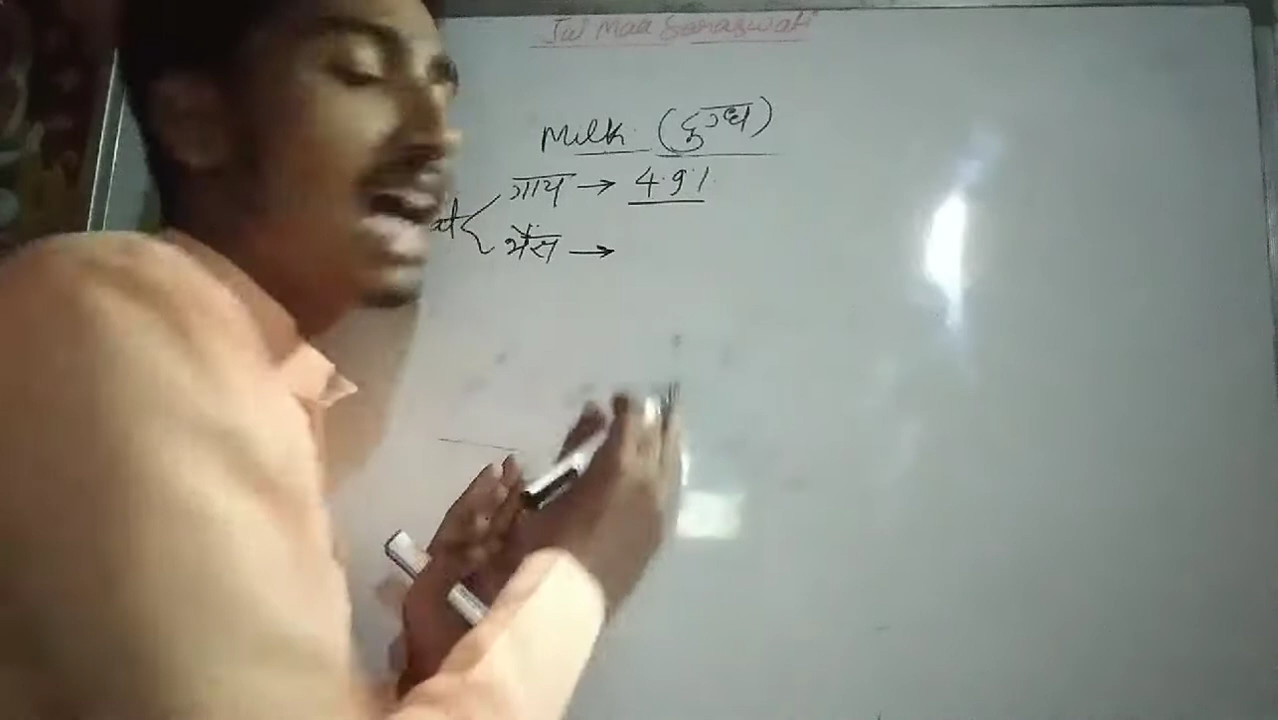 Jai Maa Saraswati
Milk (दुग्ध)
गाय → 4.9%
भैंस →